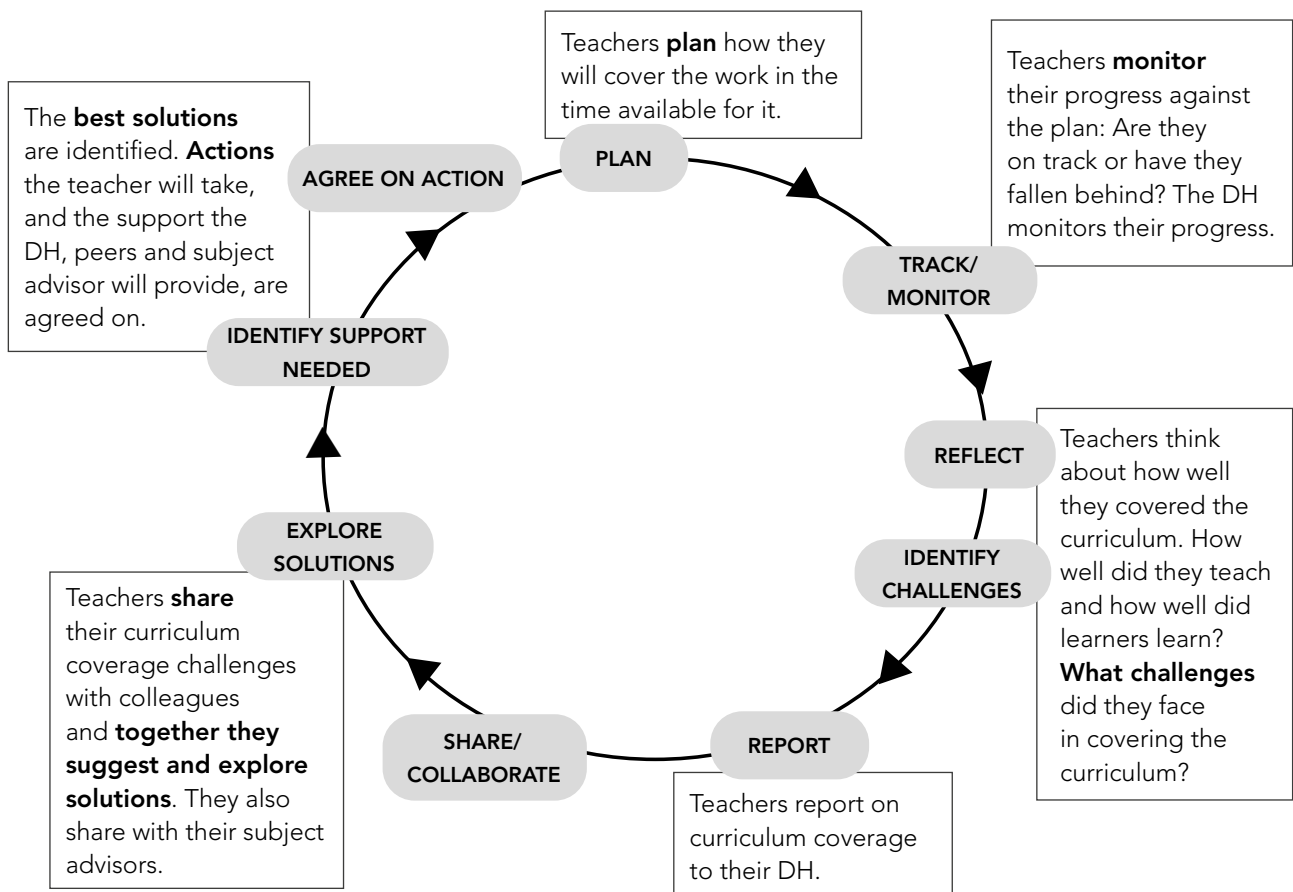 Teachers plan how they
will cover the work in the
time available for it.
PLAN
Teachers monitor
their progress against
the plan: Are they
on track or have they
fallen behind? The DH
monitors their progress.
TRACK/
MONITOR
REFLECT
IDENTIFY
CHALLENGES
Teachers think
about how well
they covered the
curriculum. How
well did they teach
and how well did
learners learn?
What challenges
did they face
in covering the
curriculum?
REPORT
Teachers report on
curriculum coverage
to their DH.
SHARE/
COLLABORATE
EXPLORE
SOLUTIONS
Teachers share
their curriculum
coverage challenges
with colleagues
and together they
suggest and explore
solutions. They also
share with their subject
advisors.
IDENTIFY SUPPORT
NEEDED
AGREE ON ACTION
The best solutions
are identified. Actions
the teacher will take,
and the support the
DH, peers and subject
advisor will provide, are
agreed on.